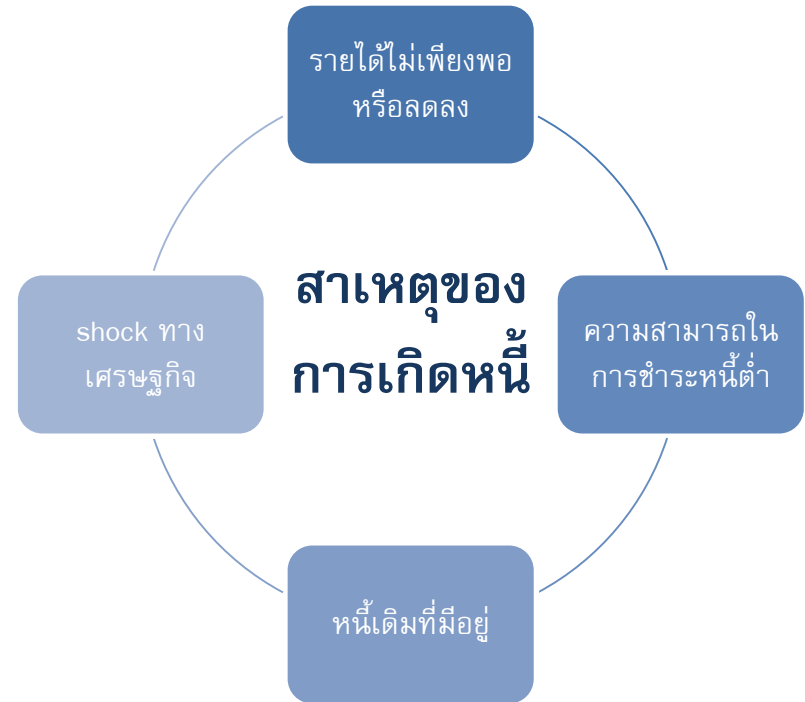 รายได้ไม่เพียงพอ
หรือลดลง
สาเหตุของ
การเกิดหนี้
shock ทาง
เศรษฐกิจ
ความสามารถใน
การชำระหนี้ต่ำ
หนี้เดิมที่มีอยู่